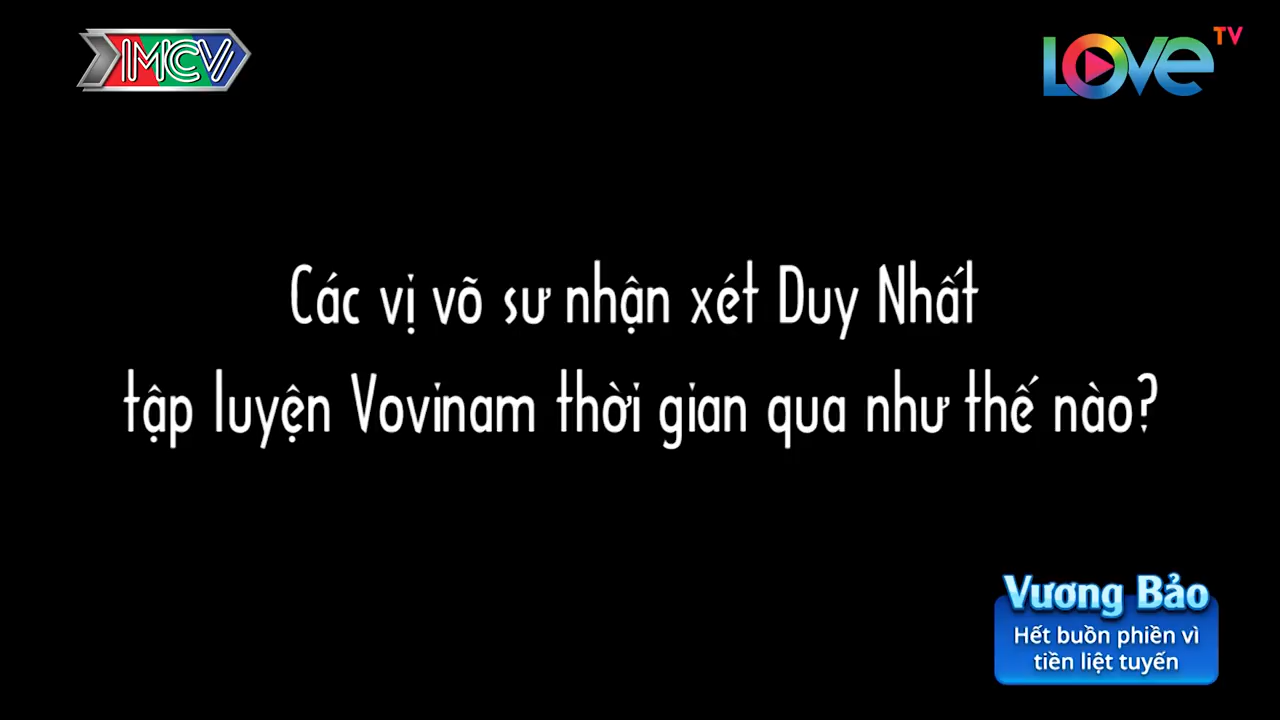 MCV
LOVE TV
Các vị võ sư nhận xét Duy Nhất
tập luyện Vovinam thời gian qua như thế nào?
Vương Bảo
Hết buồn phiền vì
tiền liệt tuyến